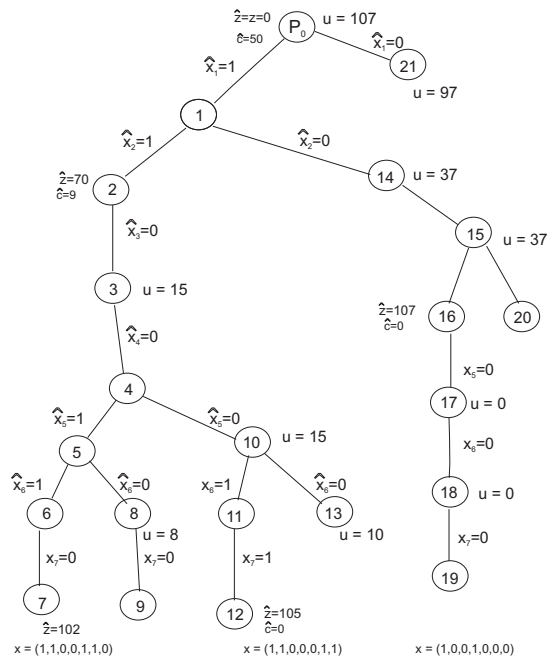 ẑ=z=0
P₀
u = 107
ĉ=50
x̂₁=1
x̂₁=0
21
u = 97
1
x̂₂=1
x̂₂=0
ẑ=70
ĉ=9
2
14
u = 37
x̂₃=0
15
u = 37
3
u = 15
ẑ=107
ĉ=0
16
20
x̂₄=0
4
x₅=0
x̂₅=1
x̂₅=0
17
u = 0
5
10
u = 15
x₆=0
x̂₆=1
x̂₆=0
x₆=1
x̂₆=0
18
u = 0
6
8
11
13
u = 8
u = 10
x₇=0
x₇=0
x₇=1
x₇=0
19
7
9
12
ẑ=105
ĉ=0
ẑ=102
x = (1,1,0,0,1,1,0)
x = (1,1,0,0,0,1,1)
x = (1,0,0,1,0,0,0)